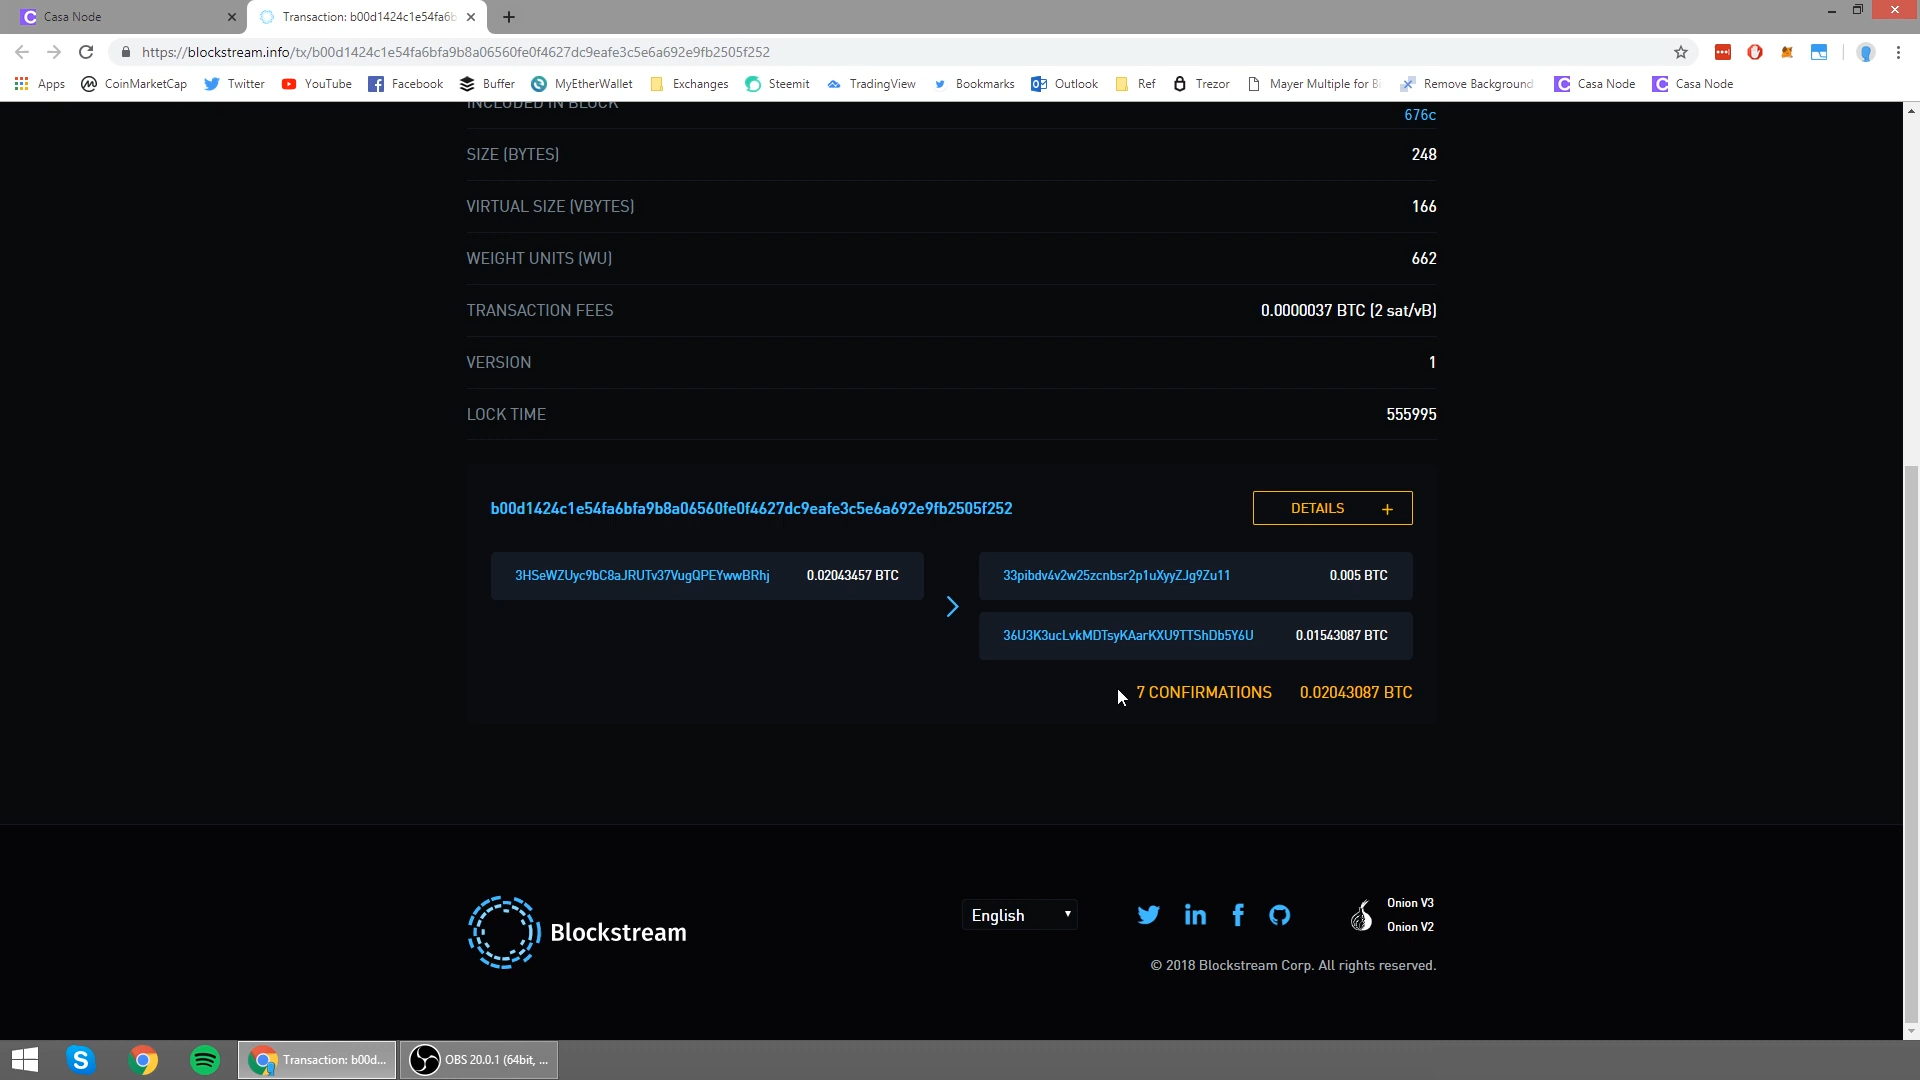 Casa Node
Transaction: b00d1424c1e54fa6b
https://blockstream.info/tx/b00d1424c1e54fa6bfa9b8a06560fe0f4627dc9eafe3c5e6a692e9fb2505f252
Apps CoinMarketCap Twitter YouTube Facebook Buffer MyEtherWallet Exchanges Steemit TradingView Bookmarks Outlook Ref Trezor Mayer Multiple for Bi Remove Background Casa Node Casa Node
INCLUDED IN BLOCK
676c
SIZE (BYTES) 248
VIRTUAL SIZE (VBYTES) 166
WEIGHT UNITS (WU) 662
TRANSACTION FEES 0.0000037 BTC (2 sat/vB)
VERSION 1
LOCK TIME 555995
b00d1424c1e54fa6bfa9b8a06560fe0f4627dc9eafe3c5e6a692e9fb2505f252
DETAILS +
3HSeWZUyc9bC8aJRUTv37VugQPEYwwBRhj 0.02043457 BTC
33pibdv4v2w25zcnbsr2p1uXyyZJg9Zu11 0.005 BTC
36U3K3ucLvkMDTsyKAarKXU9TTShDb5Y6U 0.01543087 BTC
7 CONFIRMATIONS 0.02043087 BTC
Blockstream
English
Onion V3
Onion V2
© 2018 Blockstream Corp. All rights reserved.
Transaction: b00d...
OBS 20.0.1 (64bit, ...